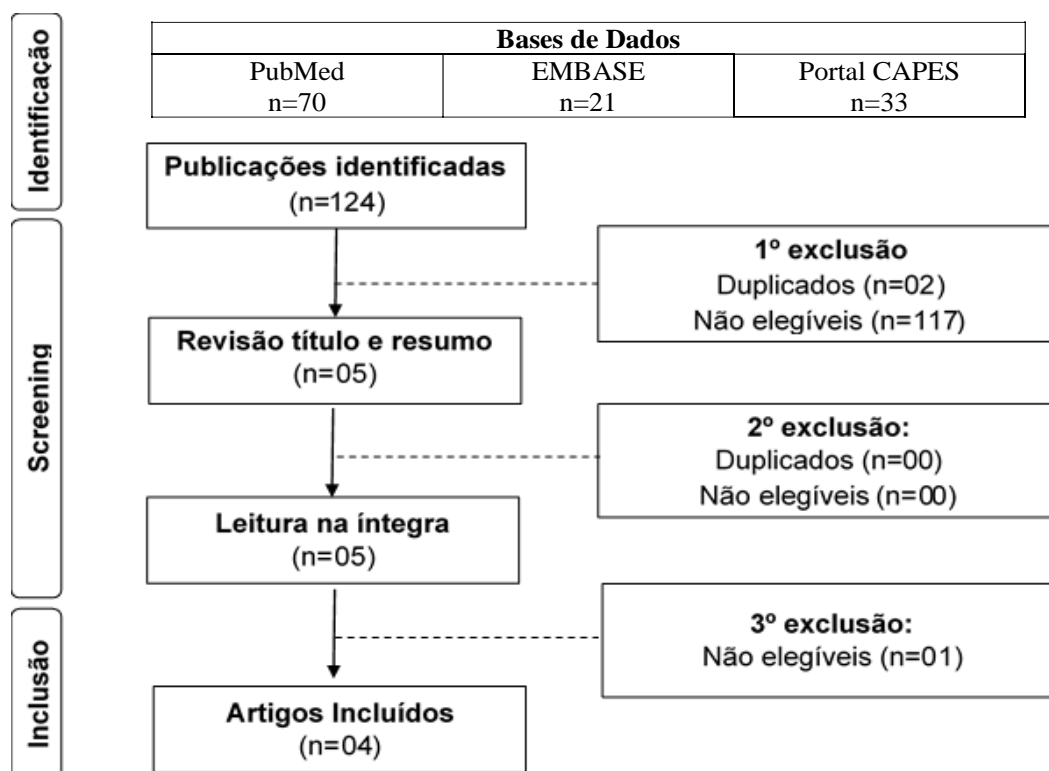 Identificação
Bases de Dados
PubMed
n=70
EMBASE
n=21
Portal CAPES
n=33
Publicações identificadas
(n=124)
Screening
1º exclusão
Duplicados (n=02)
Não elegíveis (n=117)
Revisão título e resumo
(n=05)
2º exclusão:
Duplicados (n=00)
Não elegíveis (n=00)
Leitura na íntegra
(n=05)
Inclusão
3º exclusão:
Não elegíveis (n=01)
Artigos Incluídos
(n=04)